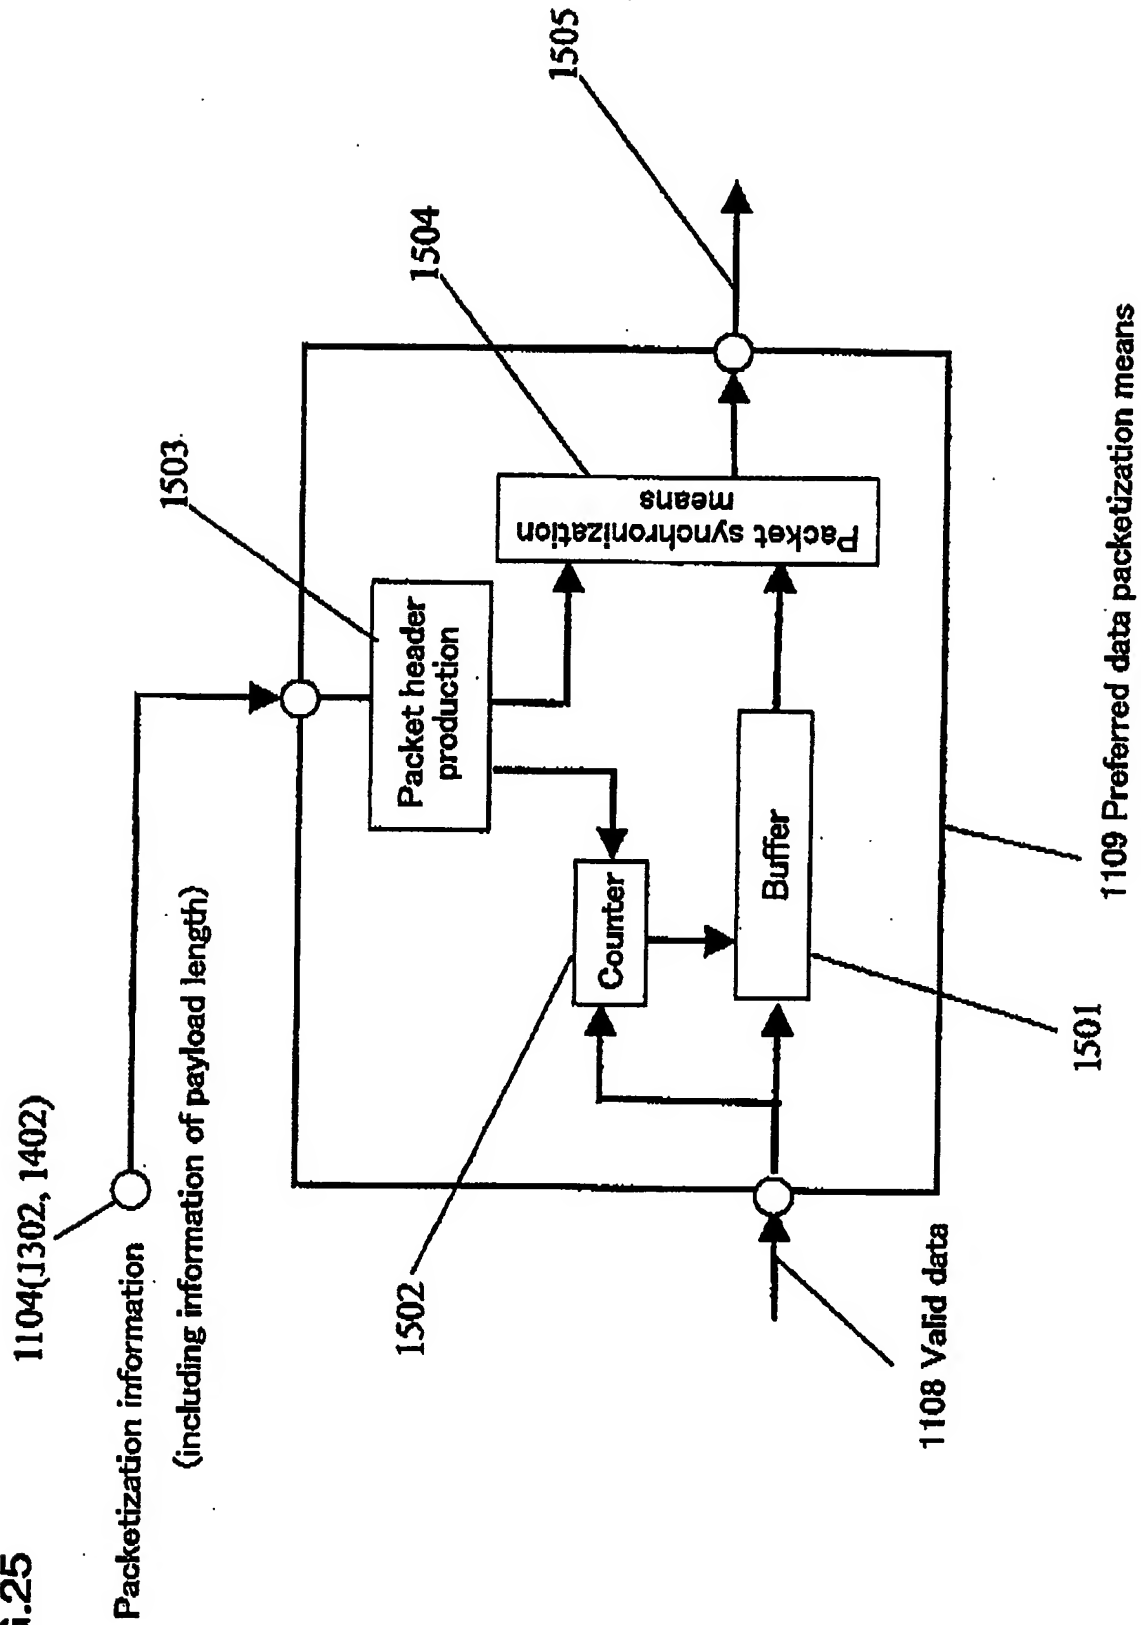 .25
1104(1302, 1402)
Packetization information
(including information of payload length)
1503
1504
1505
Packet header
production
Packet synchronization
means
Counter
Buffer
1502
1501
1108 Valid data
1109 Preferred data packetization means